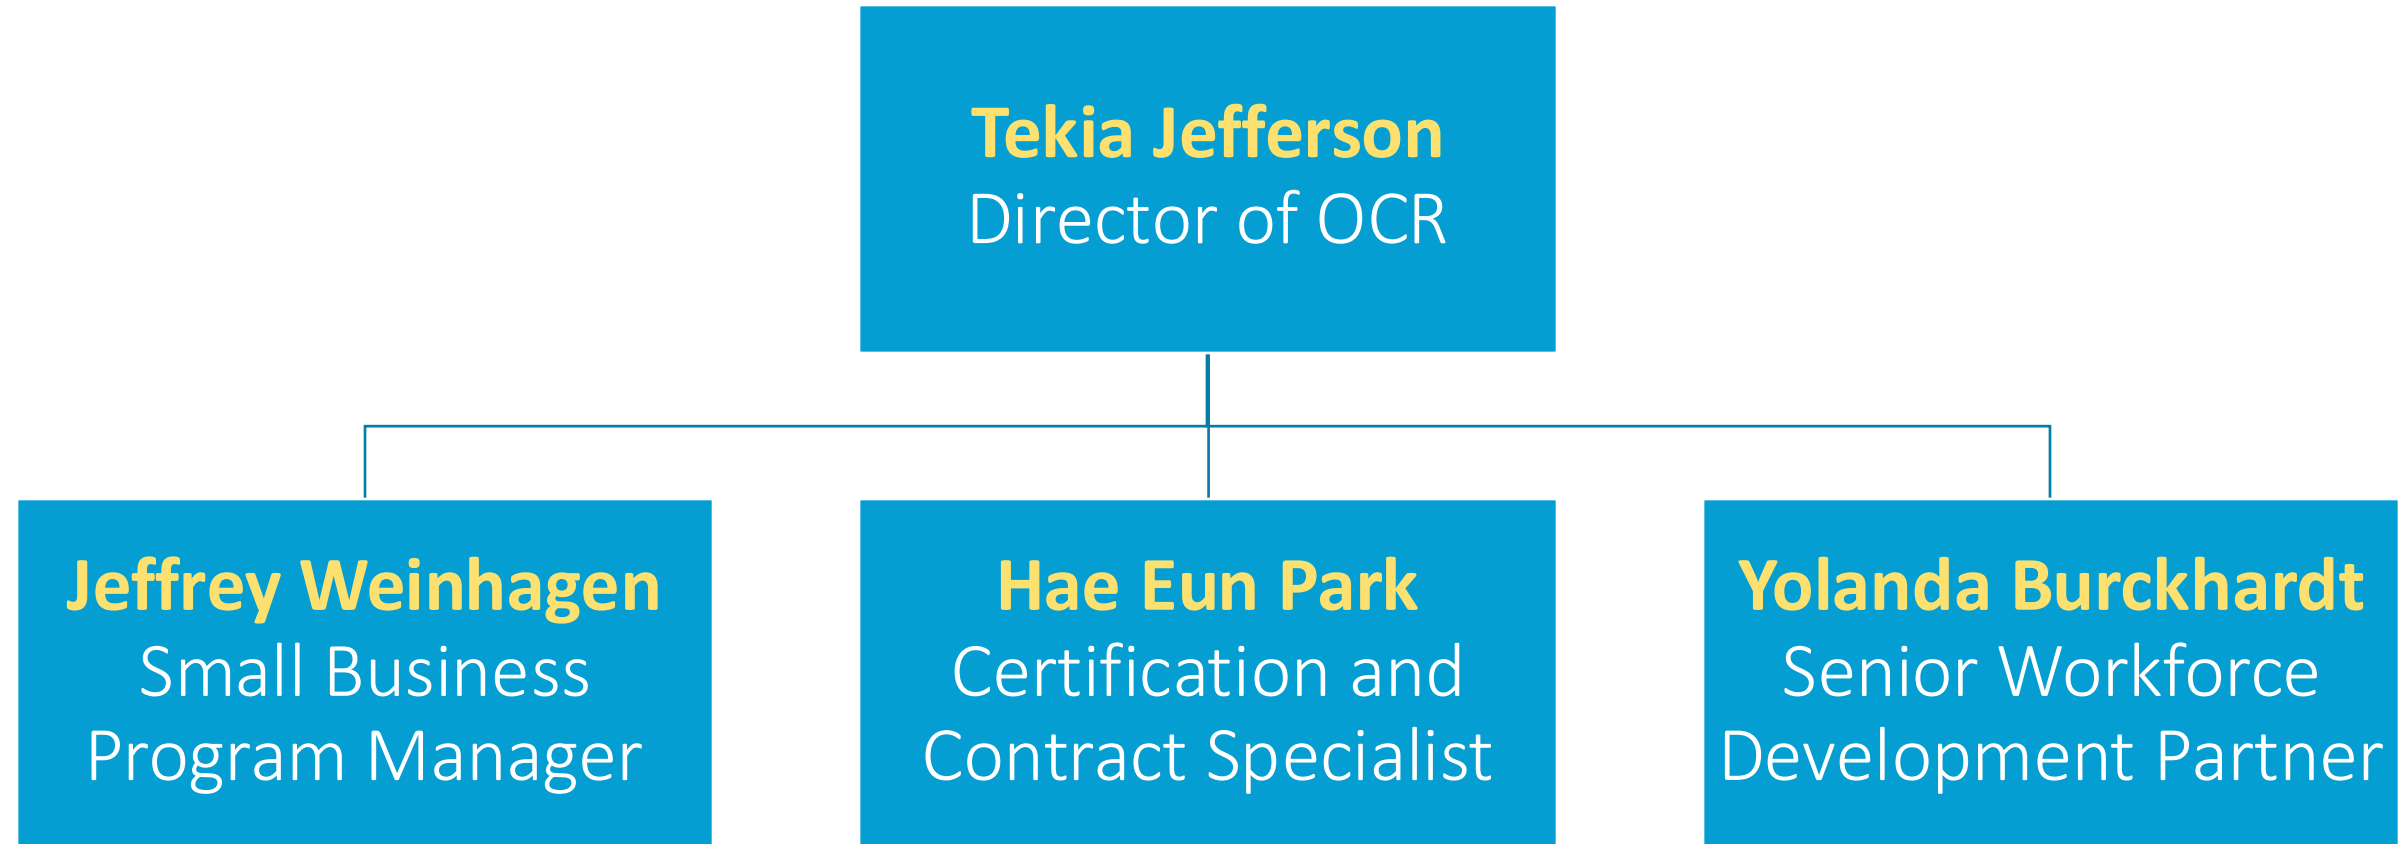 Tekia Jefferson
Director of OCR
Jeffrey Weinhagen
Small Business
Program Manager
Hae Eun Park
Certification and
Contract Specialist
Yolanda Burckhardt
Senior Workforce
Development Partner